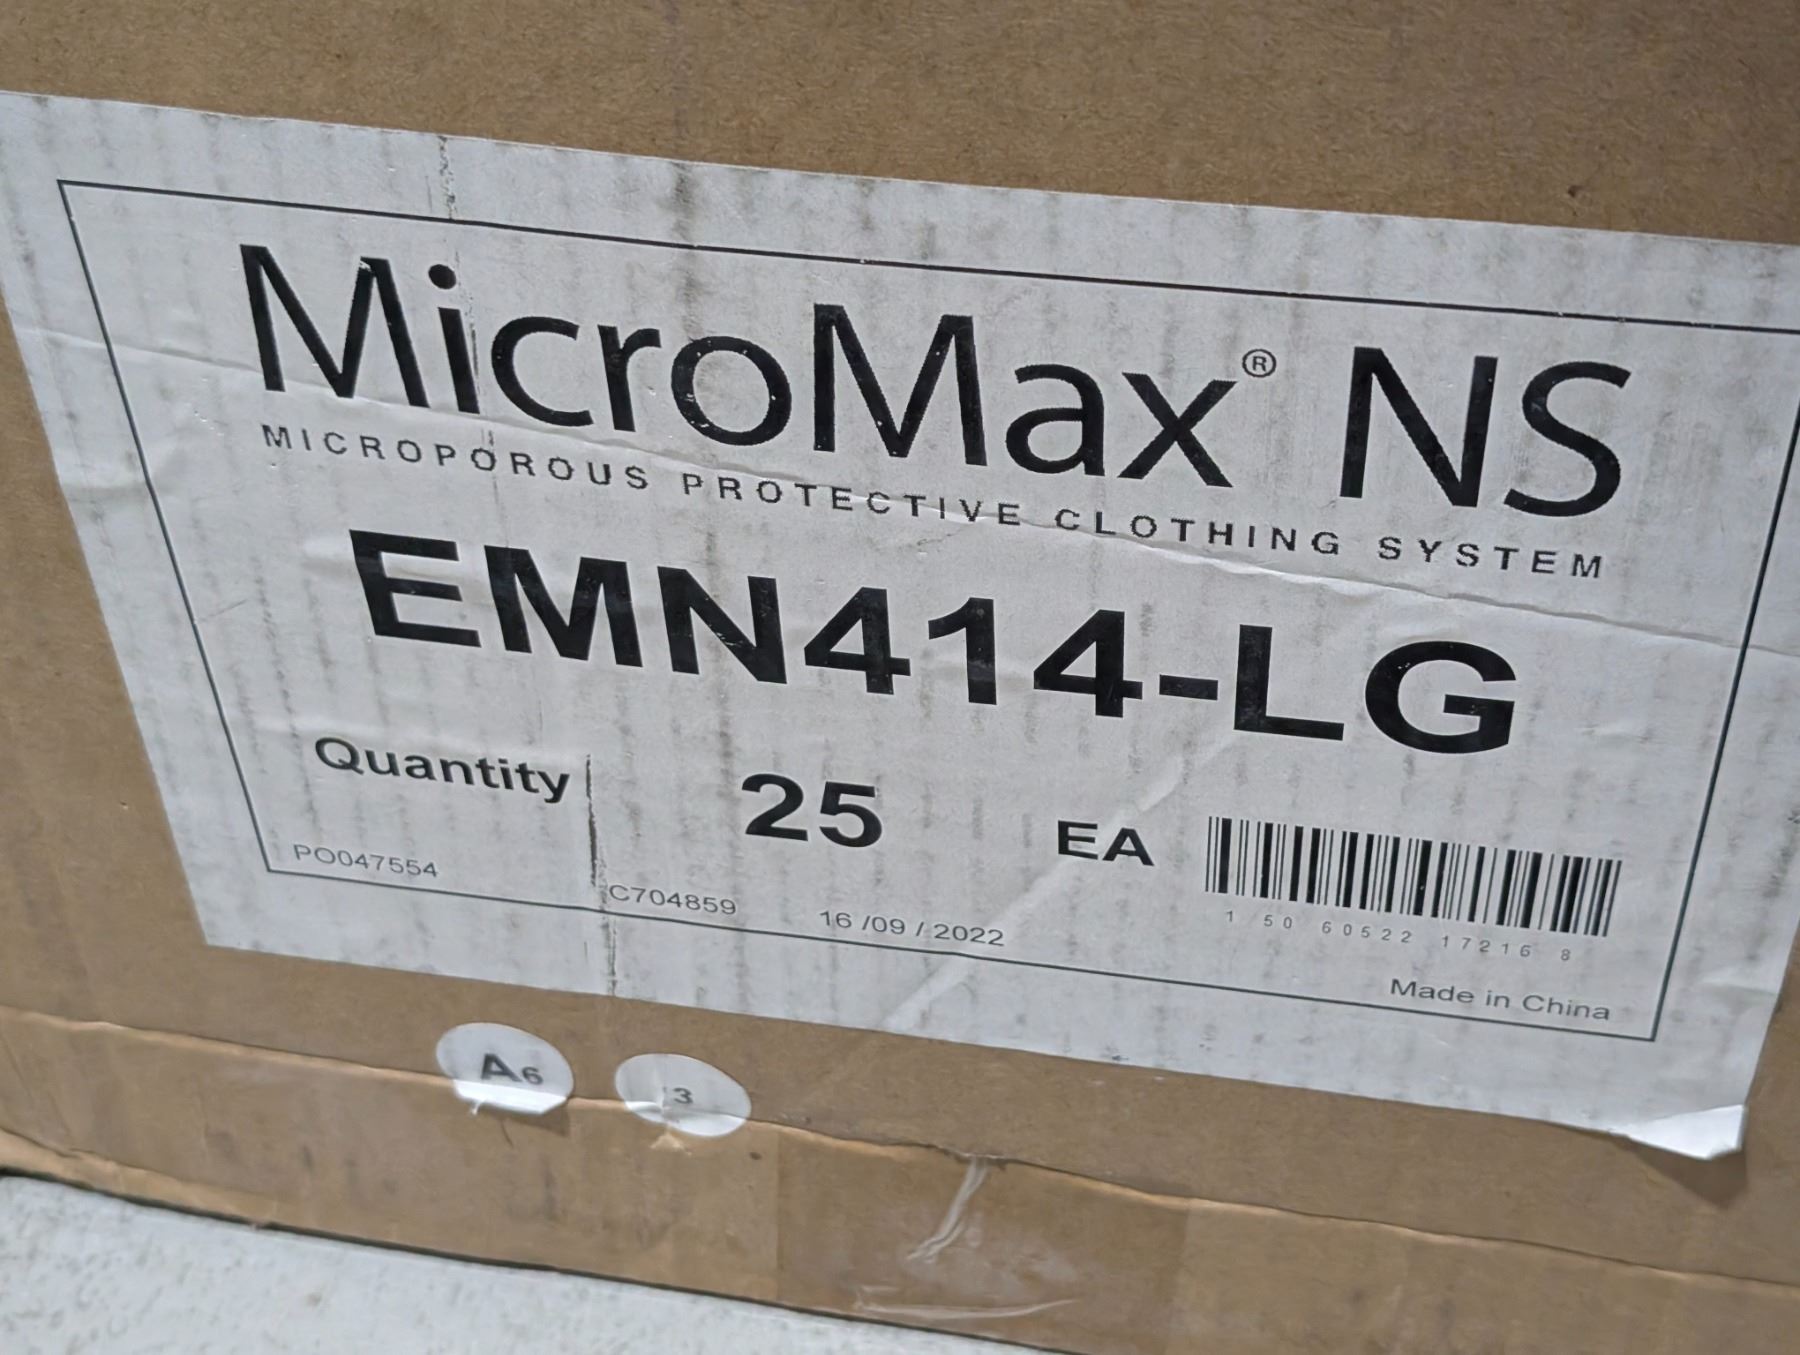 MicroMax® NS
MICROPOROUS PROTECTIVE CLOTHING SYSTEM
EMN414-LG
Quantity 25 EA
PO047554 C704859 16 /09 / 2022
1 50 60522 17216 8
Made in China
A6
3